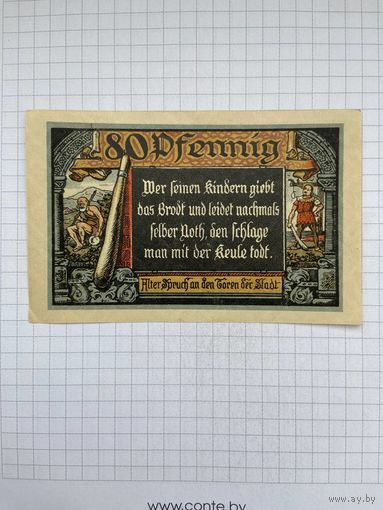 80 Pfennig
Wer seinen Kindern giebt
das Brodt und leidet nachmals
selber Noth, den schlage
man mit der Keule todt.
Alter Spruch an den Toren der Stadt
www.conte.by
www.ay.by